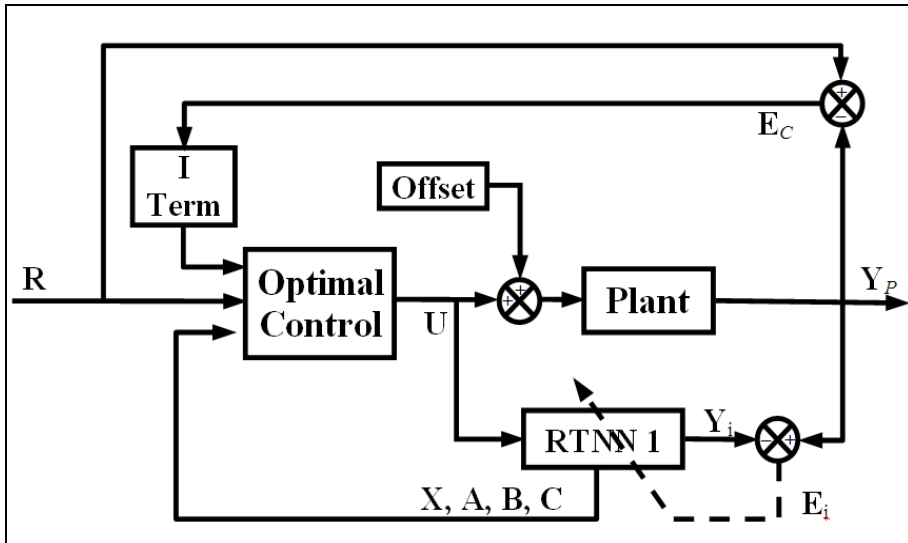 +
−
E_C
I
Term
Offset
R
Optimal
Control
+
+
Plant
Y_P
U
RTNN 1
Y_i
−
+
X, A, B, C
E_i